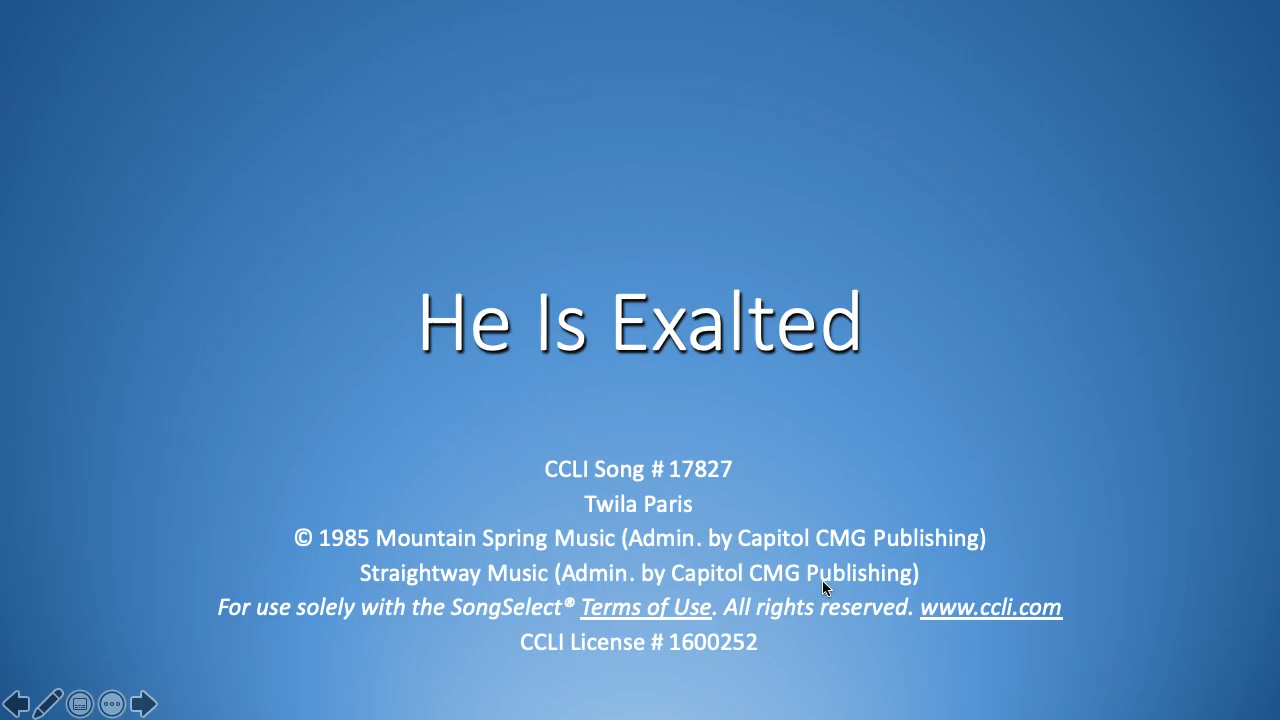 He Is Exalted
CCLI Song # 17827
Twila Paris
© 1985 Mountain Spring Music (Admin. by Capitol CMG Publishing)
Straightway Music (Admin. by Capitol CMG Publishing)
For use solely with the SongSelect® Terms of Use. All rights reserved. www.ccli.com
CCLI License # 1600252